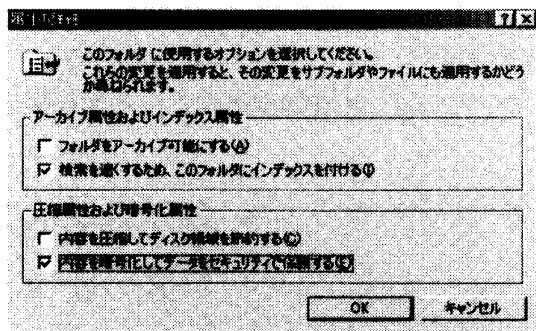 このフォルダに使用するオプションを選択してください。
これらの変更を適用すると、その変更をサブフォルダやファイルにも適用するかどう
か尋ねられます。
アーカイブ属性およびインデックス属性
フォルダをアーカイブ可能にする(A)
検索を速くするため、このフォルダにインデックスを付ける(I)
圧縮属性および暗号化属性
内容を圧縮してディスク領域を節約する(C)
内容を暗号化してデータをセキュリティで保護する(E)
OK キャンセル